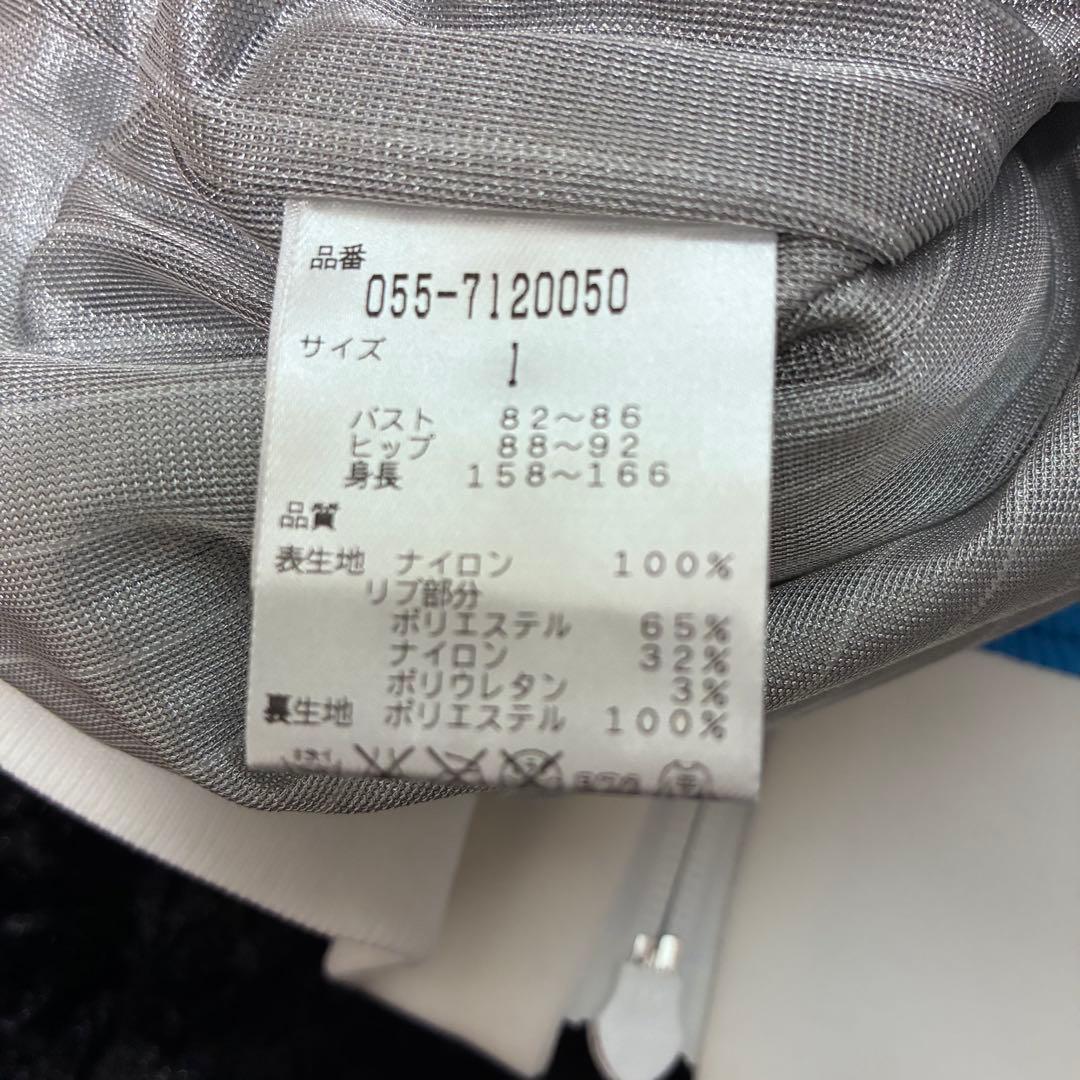 品番
055-7120050
サイズ 1
バスト 82～86
ヒップ 88～92
身長 158～166
品質
表生地 ナイロン 100%
リブ部分
ポリエステル 65%
ナイロン 32%
ポリウレタン 3%
裏生地 ポリエステル 100%